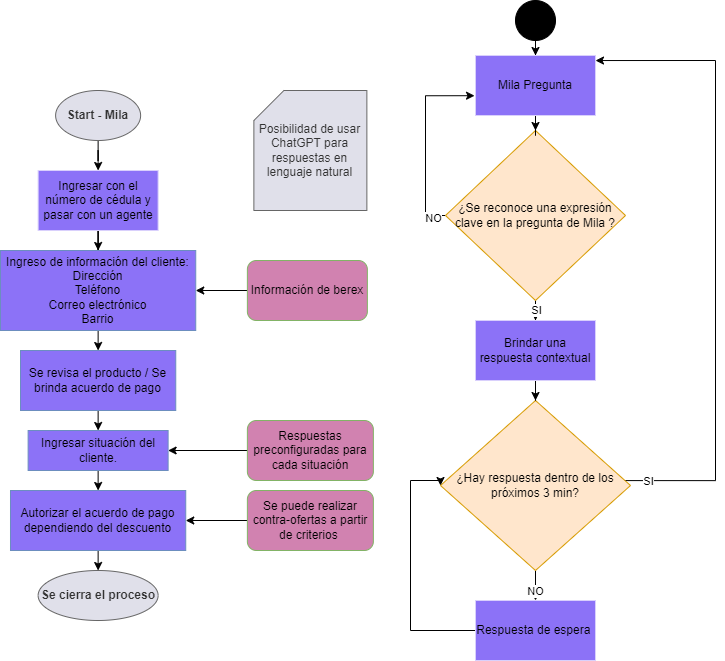 Start - Mila
Ingresar con el
número de cédula y
pasar con un agente
Ingreso de información del cliente:
Dirección
Teléfono
Correo electrónico
Barrio
Información de berex
Se revisa el producto / Se
brinda acuerdo de pago
Ingresar situación del
cliente.
Respuestas
preconfiguradas para
cada situación
Autorizar el acuerdo de pago
dependiendo del descuento
Se puede realizar
contra-ofertas a partir
de criterios
Se cierra el proceso
Posibilidad de usar
ChatGPT para
respuestas en
lenguaje natural
Mila Pregunta
¿Se reconoce una expresión
clave en la pregunta de Mila ?
NO
SI
Brindar una
respuesta contextual
¿Hay respuesta dentro de los
próximos 3 min?
SI
NO
Respuesta de espera